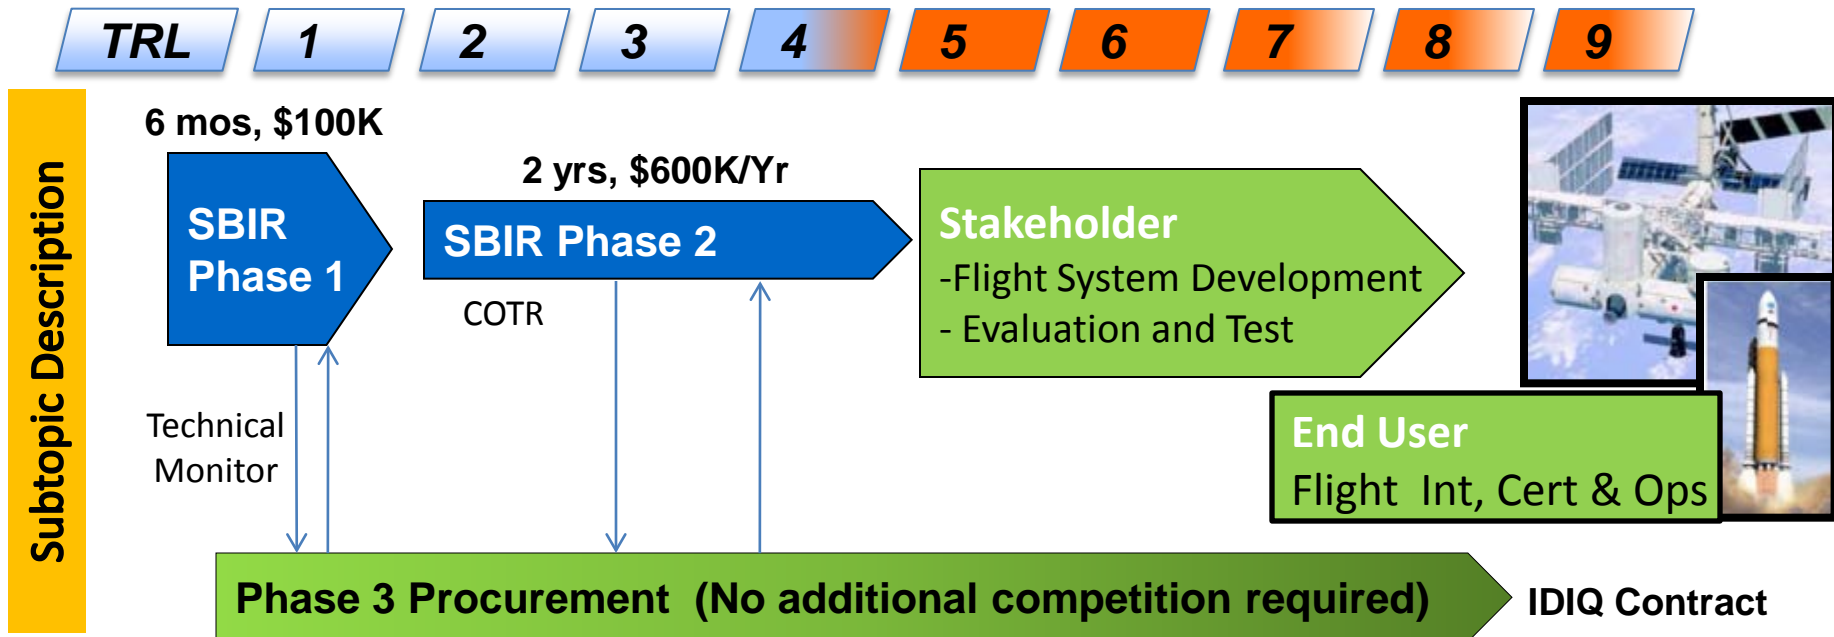 TRL 1 2 3 4 5 6 7 8 9
Subtopic Description
6 mos, $100K
SBIR
Phase 1
2 yrs, $600K/Yr
SBIR Phase 2
COTR
Stakeholder
-Flight System Development
- Evaluation and Test
Technical
Monitor
End User
Flight Int, Cert & Ops
Phase 3 Procurement (No additional competition required)
IDIQ Contract